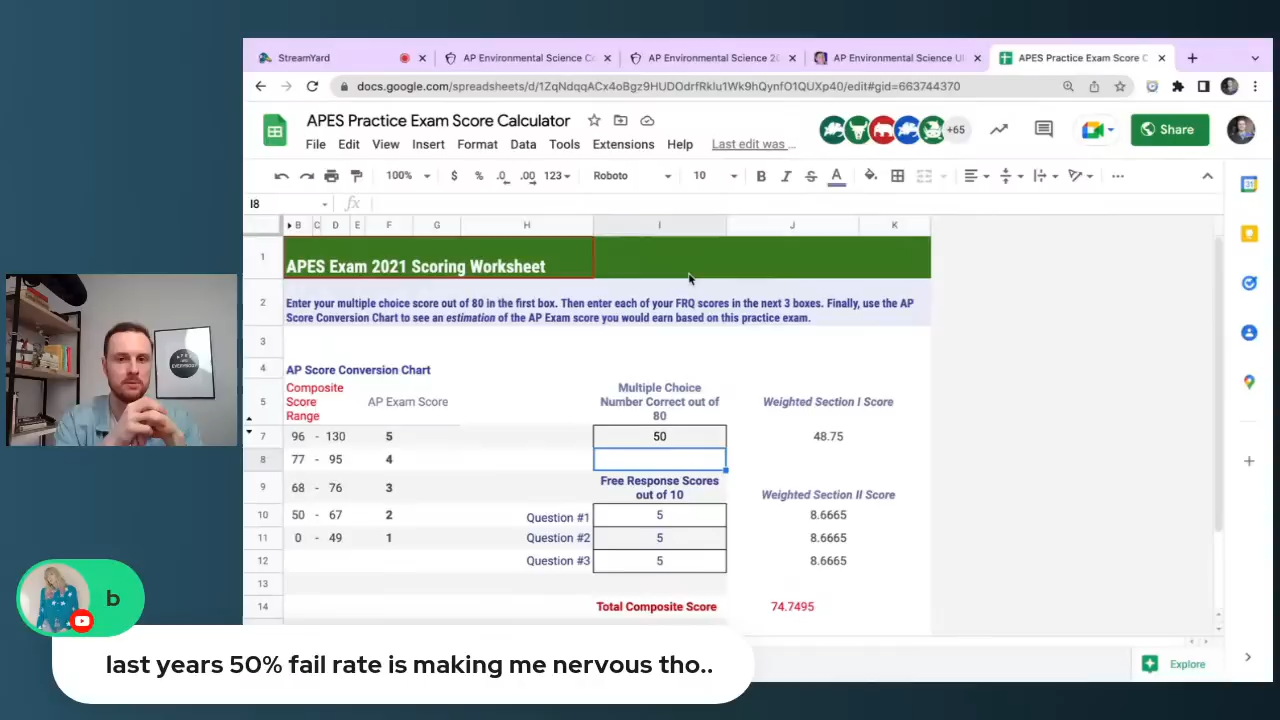 StreamYard
AP Environmental Science Co
AP Environmental Science 20
AP Environmental Science Ul
APES Practice Exam Score C
docs.google.com/spreadsheets/d/1ZqNdqqACx4oBgz9HUDOdrfRkIu1Wk9hQynfO1QUXp40/edit#gid=663744370
APES Practice Exam Score Calculator
+65
Share
File Edit View Insert Format Data Tools Extensions Help Last edit was ...
100% $ % .0 .00 123 Roboto 10 B I S A
I8 fx
B C D E F G H I J K
1 APES Exam 2021 Scoring Worksheet
2 Enter your multiple choice score out of 80 in the first box. Then enter each of your FRQ scores in the next 3 boxes. Finally, use the AP
Score Conversion Chart to see an estimation of the AP Exam score you would earn based on this practice exam.
3
4 AP Score Conversion Chart
5 Composite Score Range AP Exam Score Multiple Choice Number Correct out of 80 Weighted Section I Score
7 96 - 130 5 50 48.75
8 77 - 95 4
9 68 - 76 3 Free Response Scores out of 10 Weighted Section II Score
10 50 - 67 2 Question #1 5 8.6665
11 0 - 49 1 Question #2 5 8.6665
12 Question #3 5 8.6665
13
14 Total Composite Score 74.7495
Explore
b
last years 50% fail rate is making me nervous tho..